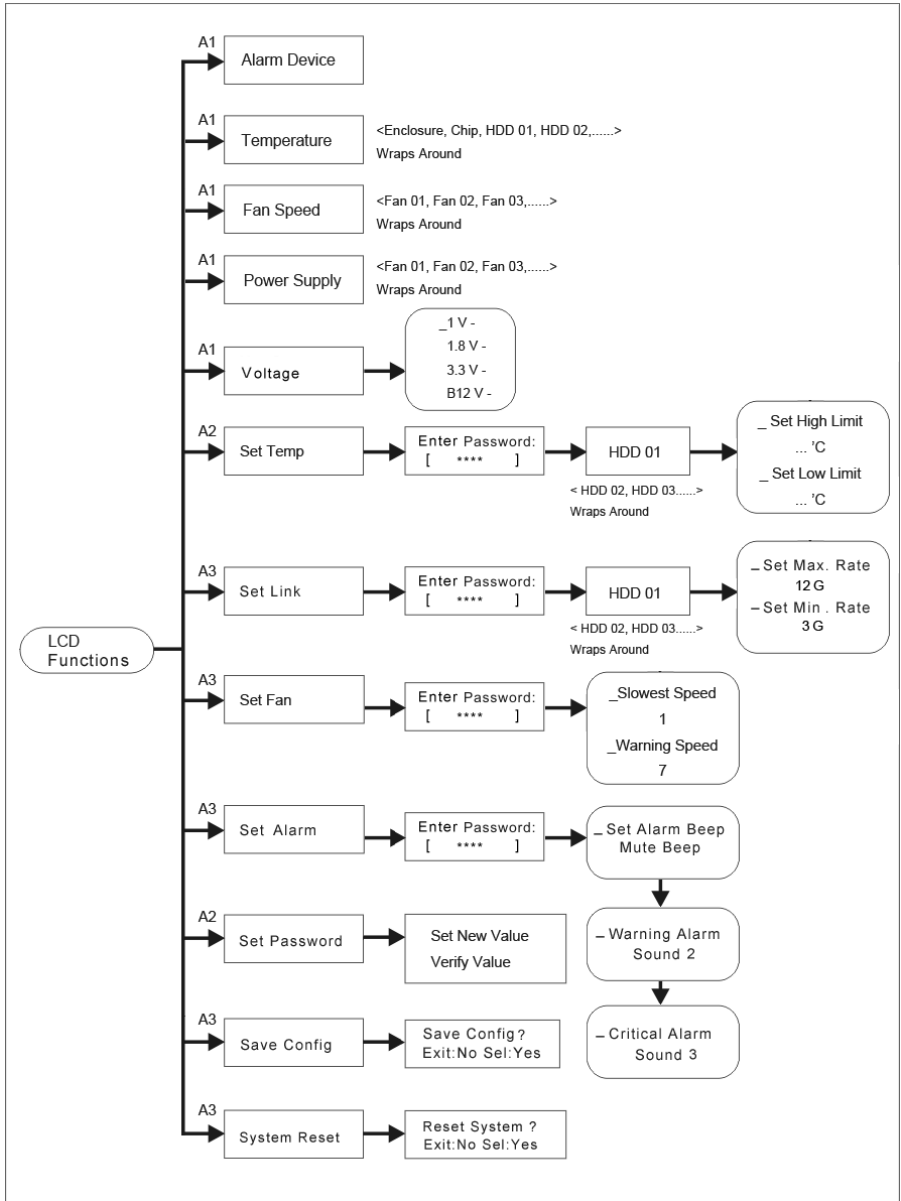 A1
Alarm Device
A1
Temperature
<Enclosure, Chip, HDD 01, HDD 02,......>
Wraps Around
A1
Fan Speed
<Fan 01, Fan 02, Fan 03,......>
Wraps Around
A1
Power Supply
<Fan 01, Fan 02, Fan 03,......>
Wraps Around
A1
Voltage
_1 V -
1.8 V -
3.3 V -
B12 V -
A2
Set Temp
Enter Password:
[ **** ]
HDD 01
< HDD 02, HDD 03......>
Wraps Around
_ Set High Limit
... 'C
_ Set Low Limit
... 'C
A3
Set Link
Enter Password:
[ **** ]
HDD 01
< HDD 02, HDD 03......>
Wraps Around
_ Set Max. Rate
12 G
_ Set Min . Rate
3 G
LCD
Functions
A3
Set Fan
Enter Password:
[ **** ]
_Slowest Speed
1
_Warning Speed
7
A3
Set Alarm
Enter Password:
[ **** ]
_ Set Alarm Beep
Mute Beep
A2
Set Password
Set New Value
Verify Value
_ Warning Alarm
Sound 2
A3
Save Config
Save Config?
Exit:No Sel:Yes
_ Critical Alarm
Sound 3
A3
System Reset
Reset System ?
Exit:No Sel:Yes